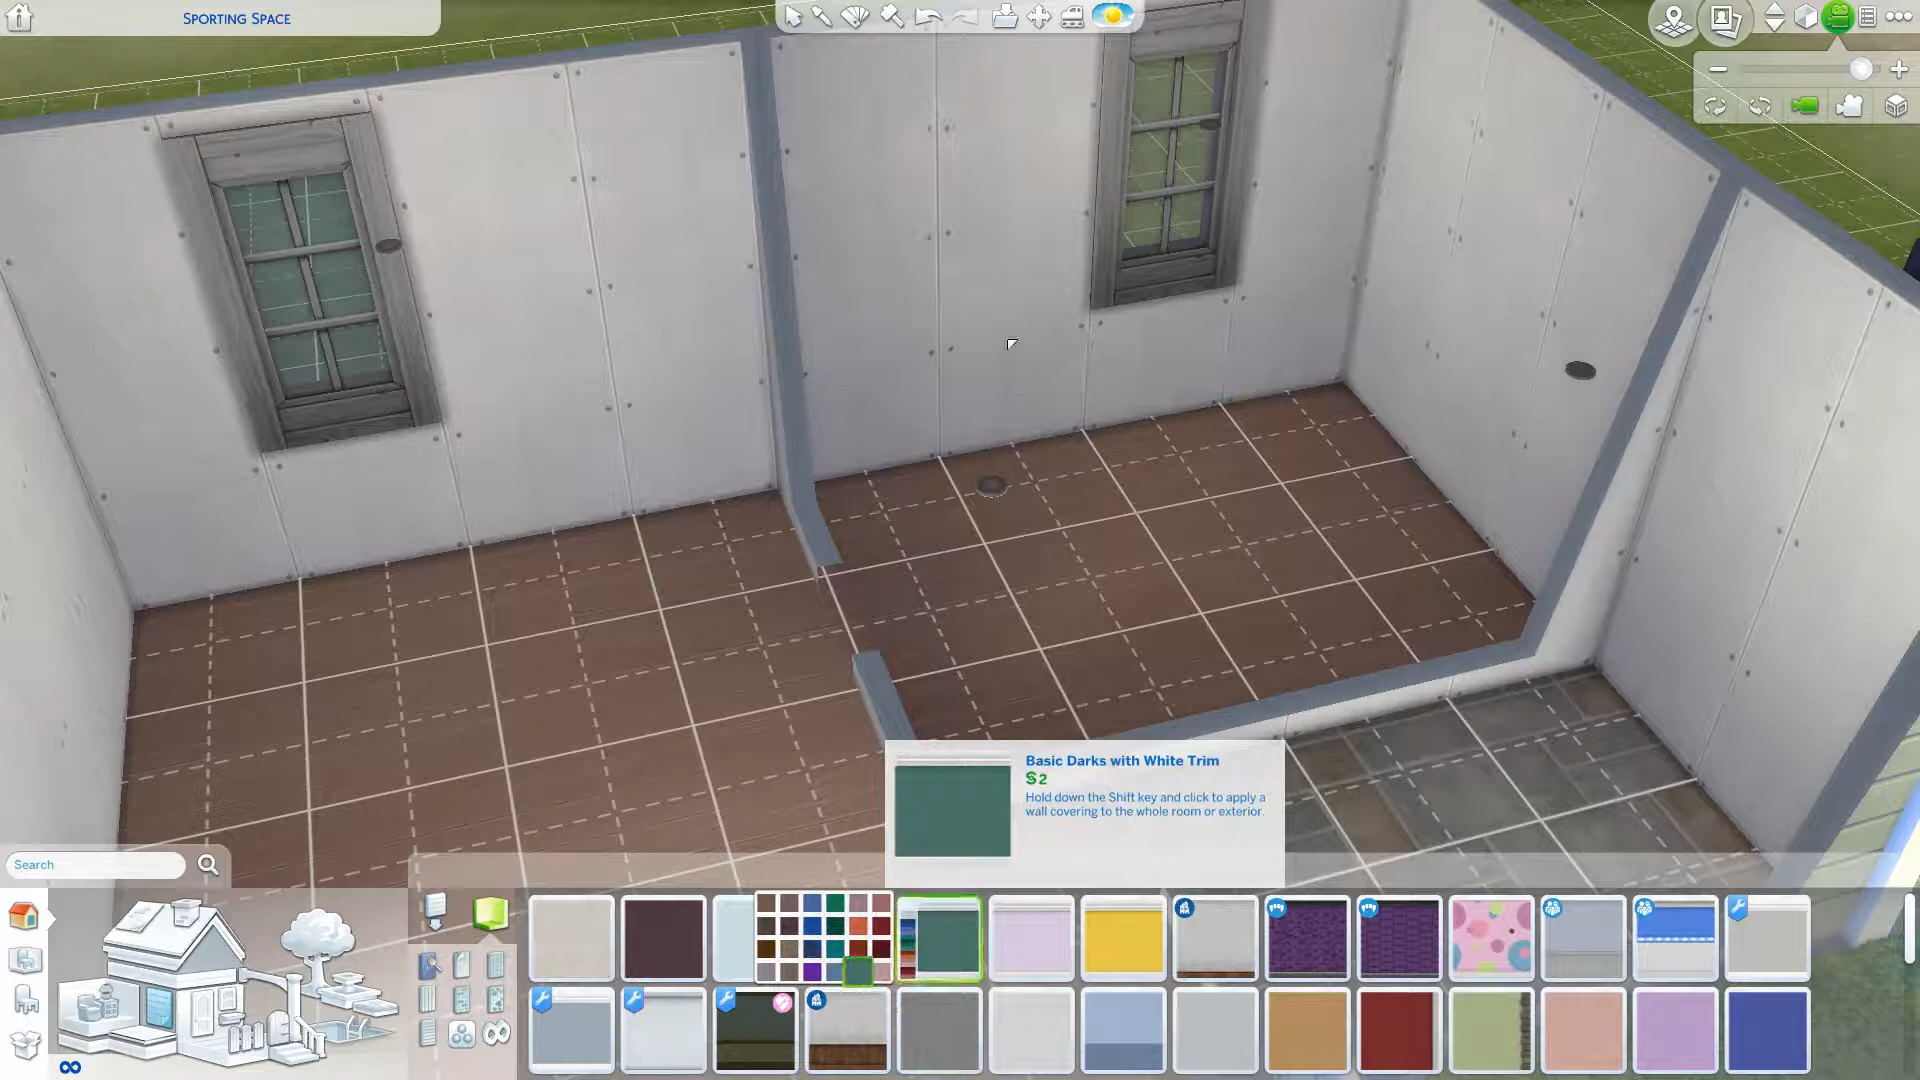 SPORTING SPACE
Basic Darks with White Trim
§2
Hold down the Shift key and click to apply a
wall covering to the whole room or exterior.
Search